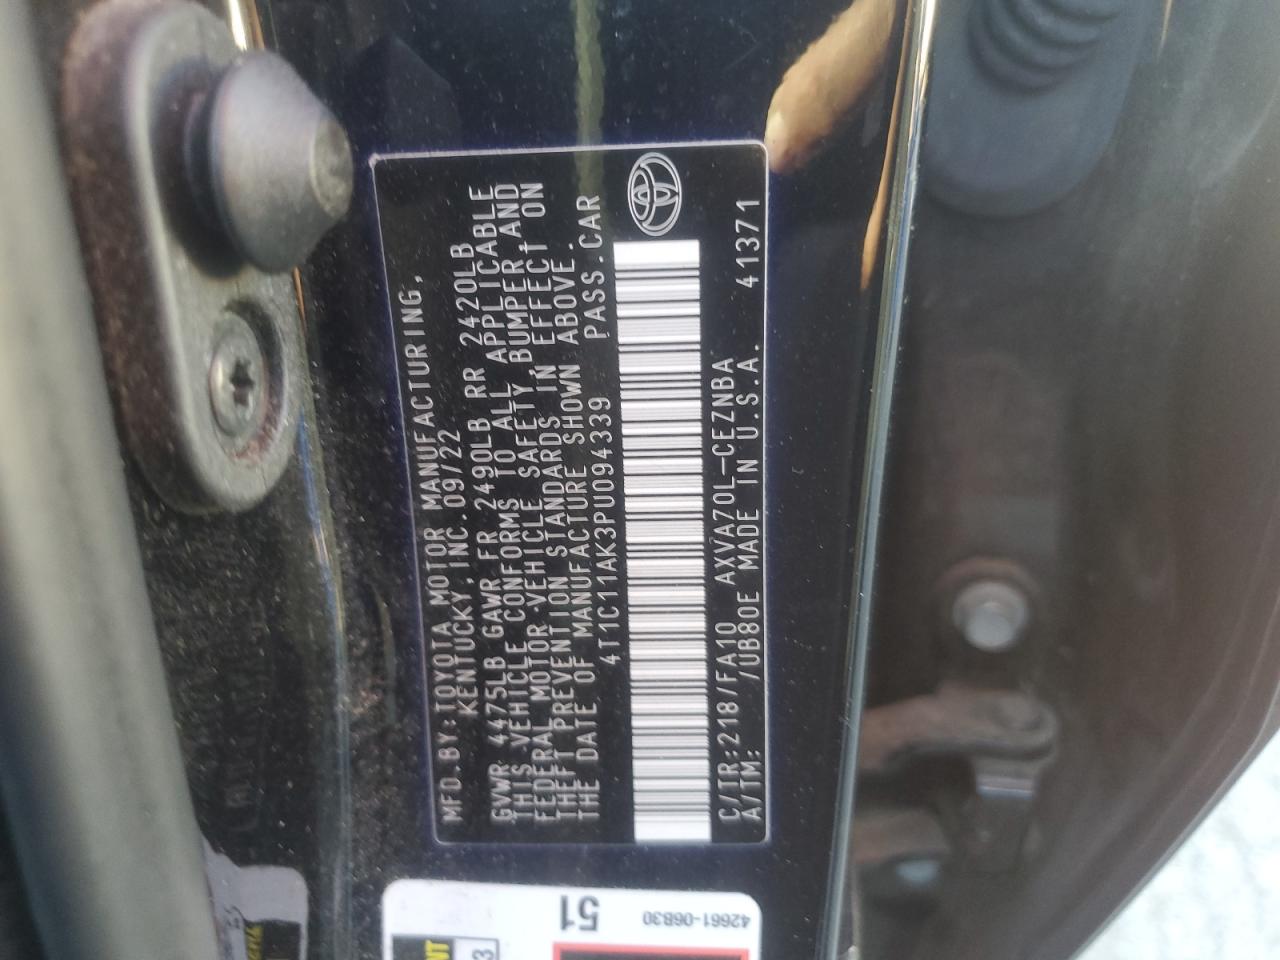 MFD.BY:TOYOTA MOTOR MANUFACTURING,
KENTUCKY,INC.09/22
GVWR 4475LB GAWR FR 2490LB RR 2420LB
THIS VEHICLE CONFORMS TO ALL APPLICABLE
FEDERAL MOTOR VEHICLE SAFETY,BUMPER,AND
THEFT PREVENTION STANDARDS IN EFFECT ON
THE DATE OF MANUFACTURE SHOWN ABOVE.
4T1C11AK3PU094339 PASS.CAR
C/TR:218/FA10 AXVA70L-CEZNBA
A/TM: /UB80E MADE IN U.S.A. 41371
51
42661-06B30